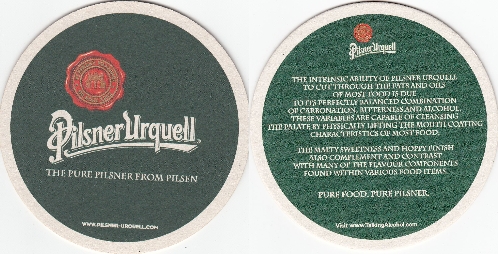 Pilsner Urquell
THE PURE PILSNER FROM PILSEN
WWW.PILSNER-URQUELL.COM
Pilsner Urquell
THE INTRINSIC ABILITY OF PILSNER URQUELL
TO CUT THROUGH THE FATS AND OILS
OF MOST FOOD IS DUE
TO ITS PERFECTLY BALANCED COMBINATION
OF CARBONATION, BITTERNESS AND ALCOHOL.
THESE VARIABLES ARE CAPABLE OF CLEANSING
THE PALATE BY PHYSICALLY LIFTING THE MOUTH COATING
CHARACTERISTICS OF MOST FOOD.
THE MALTY SWEETNESS AND HOPPY FINISH
ALSO COMPLEMENT AND CONTRAST
WITH MANY OF THE FLAVOUR COMPONENTS
FOUND WITHIN VARIOUS FOOD ITEMS.
PURE FOOD. PURE PILSNER.
Visit www.TalkingAlcohol.com